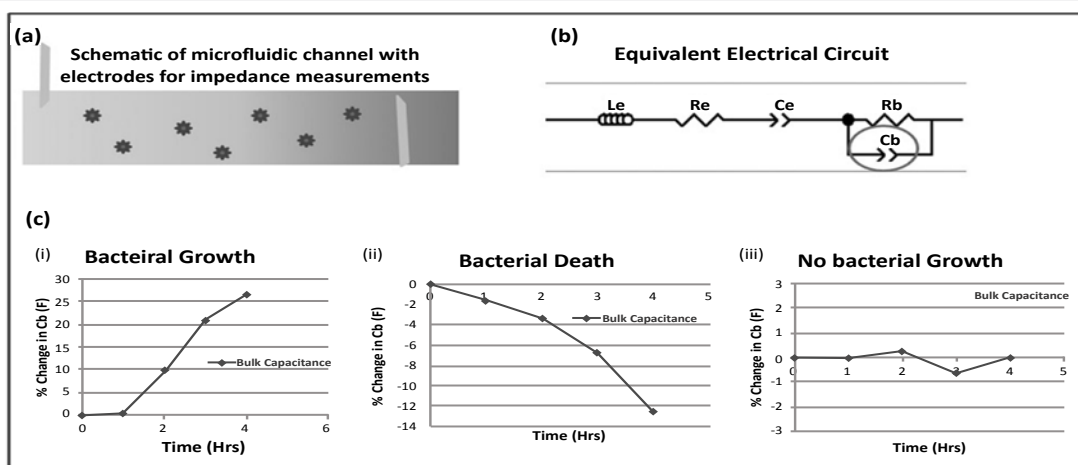 (a)
Schematic of microfluidic channel with
electrodes for impedance measurements
(b)
Equivalent Electrical Circuit
Le
Re
Ce
Rb
Cb
(c)
(i)
Bacteiral Growth
% Change in Cb (F)
30
25
20
15
10
5
0
0
2
4
6
Bulk Capacitance
Time (Hrs)
(ii)
Bacterial Death
% Change in Cb (F)
0
-2
-4
-6
-8
-10
-12
-14
0
1
2
3
4
5
Bulk Capacitance
Time (Hrs)
(iii)
No bacterial Growth
% Change in Cb (F)
3
2
1
0
-1
-2
-3
0
1
2
3
4
5
Bulk Capacitance
Time (Hrs)